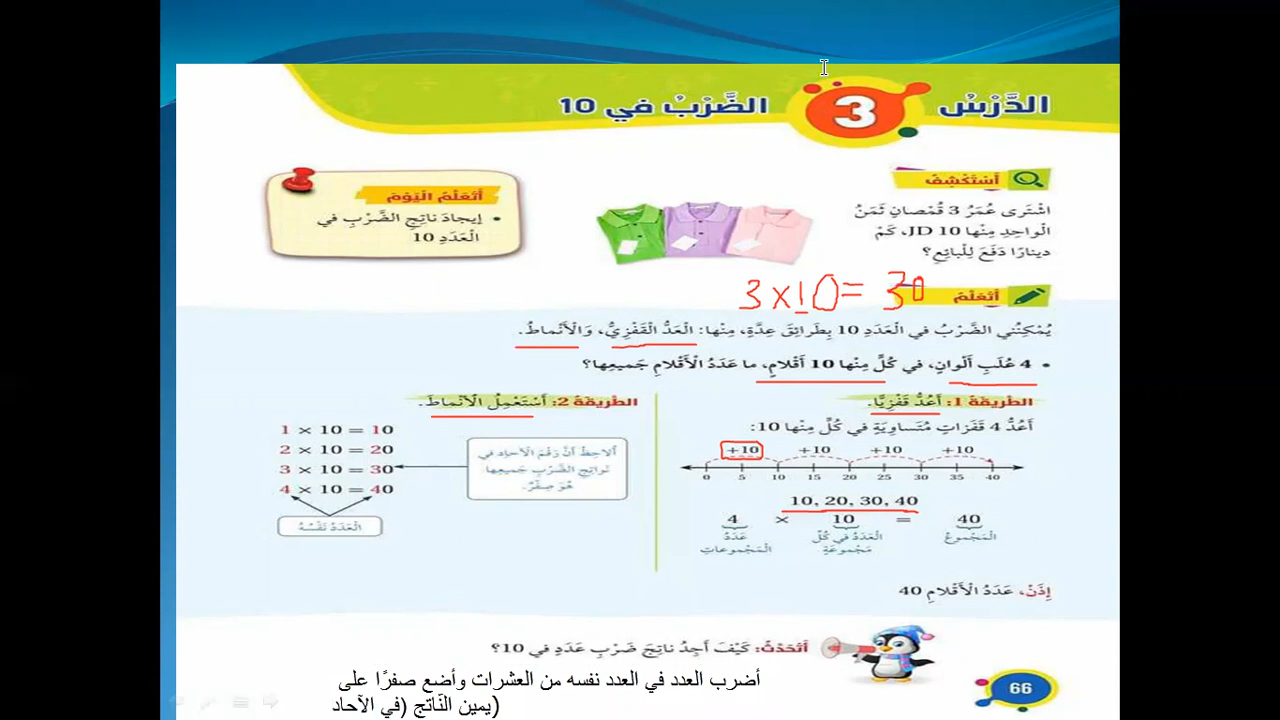 الدَّرْسُ 3 الضَّرْبُ في 10
أَسْتَكْشِفُ
اشْتَرى عُمَرُ 3 قُمْصانٍ ثَمَنُ
الْواحِدِ مِنْها 10 JD، كَمْ
دينارًا دَفَعَ لِلْبائِعِ؟
أَتَعَلَّمُ الْيَوْمَ
• إيجادَ ناتِجِ الضَّرْبِ في
الْعَدَدِ 10
أَتَعَلَّمُ
3 × 10 = 30
يُمْكِنُني الضَّرْبُ في الْعَدَدِ 10 بِطَرائِقَ عِدَّةٍ، مِنْها: الْعَدُّ الْقَفْزِيُّ، وَالْأَنْماطُ.
• 4 عُلَبِ أَلْوانٍ، في كُلٍّ مِنْها 10 أَقْلامٍ، ما عَدَدُ الْأَقْلامِ جَميعِها؟
الطَّريقَةُ 1: أَعُدُّ قَفْزِيًّا.
أَعُدُّ 4 قَفَزاتٍ مُتَساوِيَةٍ في كُلٍّ مِنْها 10:
+10 +10 +10 +10
0 5 10 15 20 25 30 35 40
10, 20, 30, 40
4 × 10 = 40
عَدَدُ الْمَجْموعاتِ
الْعَدَدُ في كُلِّ مَجْموعَةٍ
الْمَجْموعُ
الطَّريقَةُ 2: أَسْتَعْمِلُ الْأَنْماطَ.
1 × 10 = 10
2 × 10 = 20
3 × 10 = 30
4 × 10 = 40
أُلاحِظُ أَنَّ رَقْمَ الْآحادِ في
نَواتِجِ الضَّرْبِ جَميعِها
هُوَ صِفْرٌ.
الْعَدَدُ نَفْسُهُ
إِذَنْ، عَدَدُ الْأَقْلامِ 40
أَتَحَدَّثُ: كَيْفَ أَجِدُ ناتِجَ ضَرْبِ عَدَدٍ في 10؟
أضرب العدد في العدد نفسه من العشرات وأضع صفرًا على
يمين النّاتج (في الآحاد)
66